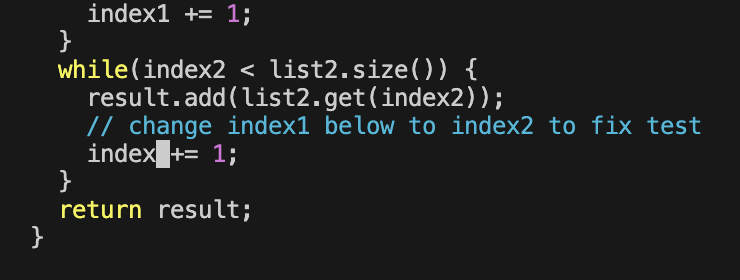 index1 += 1;
}
while(index2 < list2.size()) {
result.add(list2.get(index2));
// change index1 below to index2 to fix test
index += 1;
}
return result;
}